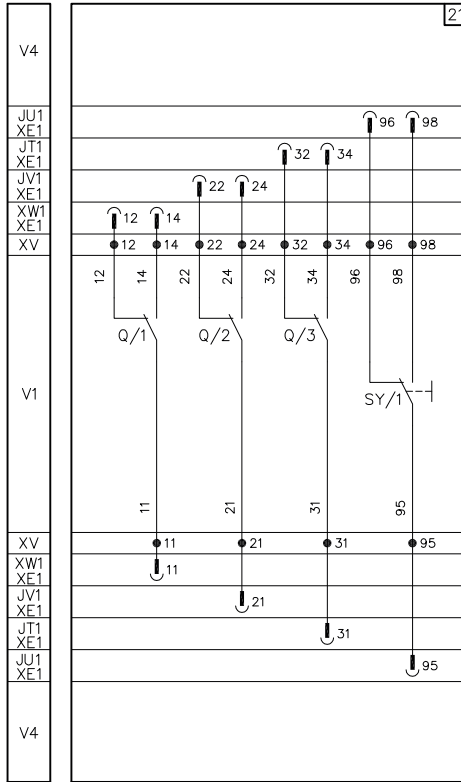 21
V4
JU1
XE1
96 98
JT1
XE1
32 34
JV1
XE1
22 24
XW1
XE1
12 14
XV
12 14 22 24 32 34 96 98
12 14 22 24 32 34 96 98
Q/1 Q/2 Q/3
V1
SY/1
11 21 31 95
XV
11 21 31 95
XW1
XE1
11
JV1
XE1
21
JT1
XE1
31
JU1
XE1
95
V4